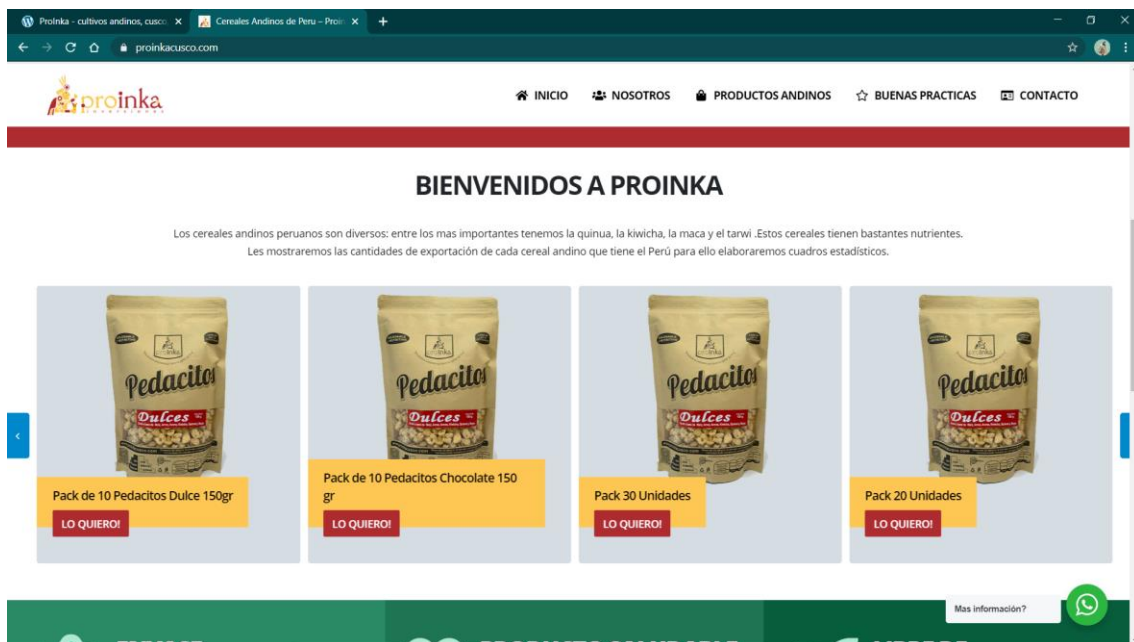 ProInka - cultivos andinos, cusco
Cereales Andinos de Peru – Proin
proinkacusco.com
proinka
INICIO
NOSOTROS
PRODUCTOS ANDINOS
BUENAS PRACTICAS
CONTACTO
BIENVENIDOS A PROINKA
Los cereales andinos peruanos son diversos: entre los mas importantes tenemos la quinua, la kiwicha, la maca y el tarwi .Estos cereales tienen bastantes nutrientes.
Les mostraremos las cantidades de exportación de cada cereal andino que tiene el Perú para ello elaboraremos cuadros estadísticos.
proinka
Pedacitos
Dulces
Pack de 10 Pedacitos Dulce 150gr
LO QUIERO!
proinka
Pedacitos
Dulces
Pack de 10 Pedacitos Chocolate 150
gr
LO QUIERO!
proinka
Pedacitos
Dulces
Pack 30 Unidades
LO QUIERO!
proinka
Pedacitos
Dulces
Pack 20 Unidades
LO QUIERO!
Mas información?